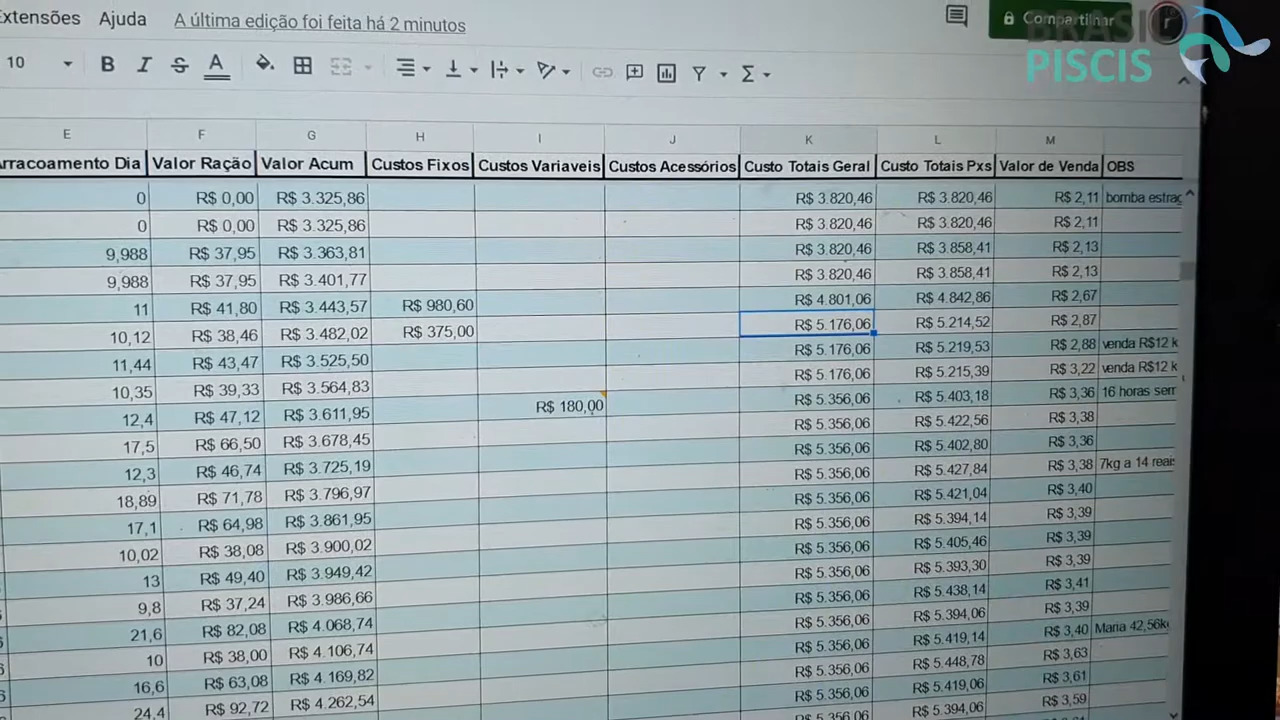 Extensões Ajuda A última edição foi feita há 2 minutos Compartilhar
BRASIL
PISCIS
10 B I S A Σ
E F G H I J K L M
Arracoamento Dia Valor Ração Valor Acum Custos Fixos Custos Variaveis Custos Acessórios Custo Totais Geral Custo Totais Pxs Valor de Venda OBS
0 R$ 0,00 R$ 3.325,86 R$ 3.820,46 R$ 3.820,46 R$ 2,11 bomba estrag
0 R$ 0,00 R$ 3.325,86 R$ 3.820,46 R$ 3.820,46 R$ 2,11
9,988 R$ 37,95 R$ 3.363,81 R$ 3.820,46 R$ 3.858,41 R$ 2,13
9,988 R$ 37,95 R$ 3.401,77 R$ 3.820,46 R$ 3.858,41 R$ 2,13
11 R$ 41,80 R$ 3.443,57 R$ 980,60 R$ 4.801,06 R$ 4.842,86 R$ 2,67
10,12 R$ 38,46 R$ 3.482,02 R$ 375,00 R$ 5.176,06 R$ 5.214,52 R$ 2,87
11,44 R$ 43,47 R$ 3.525,50 R$ 5.176,06 R$ 5.219,53 R$ 2,88 venda R$12 k
10,35 R$ 39,33 R$ 3.564,83 R$ 5.176,06 R$ 5.215,39 R$ 3,22 venda R$12 k
12,4 R$ 47,12 R$ 3.611,95 R$ 180,00 R$ 5.356,06 R$ 5.403,18 R$ 3,36 16 horas sem
17,5 R$ 66,50 R$ 3.678,45 R$ 5.356,06 R$ 5.422,56 R$ 3,38
12,3 R$ 46,74 R$ 3.725,19 R$ 5.356,06 R$ 5.402,80 R$ 3,36
18,89 R$ 71,78 R$ 3.796,97 R$ 5.356,06 R$ 5.427,84 R$ 3,38 7kg a 14 reais
17,1 R$ 64,98 R$ 3.861,95 R$ 5.356,06 R$ 5.421,04 R$ 3,40
10,02 R$ 38,08 R$ 3.900,02 R$ 5.356,06 R$ 5.394,14 R$ 3,39
13 R$ 49,40 R$ 3.949,42 R$ 5.356,06 R$ 5.405,46 R$ 3,39
9,8 R$ 37,24 R$ 3.986,66 R$ 5.356,06 R$ 5.393,30 R$ 3,39
21,6 R$ 82,08 R$ 4.068,74 R$ 5.356,06 R$ 5.438,14 R$ 3,41
10 R$ 38,00 R$ 4.106,74 R$ 5.356,06 R$ 5.394,06 R$ 3,39
16,6 R$ 63,08 R$ 4.169,82 R$ 5.356,06 R$ 5.419,14 R$ 3,40 Maria 42,56kg
24,4 R$ 92,72 R$ 4.262,54 R$ 5.356,06 R$ 5.448,78 R$ 3,63
R$ 5.356,06 R$ 5.419,06 R$ 3,61
R$ 5.356,06 R$ 5.394,06 R$ 3,59